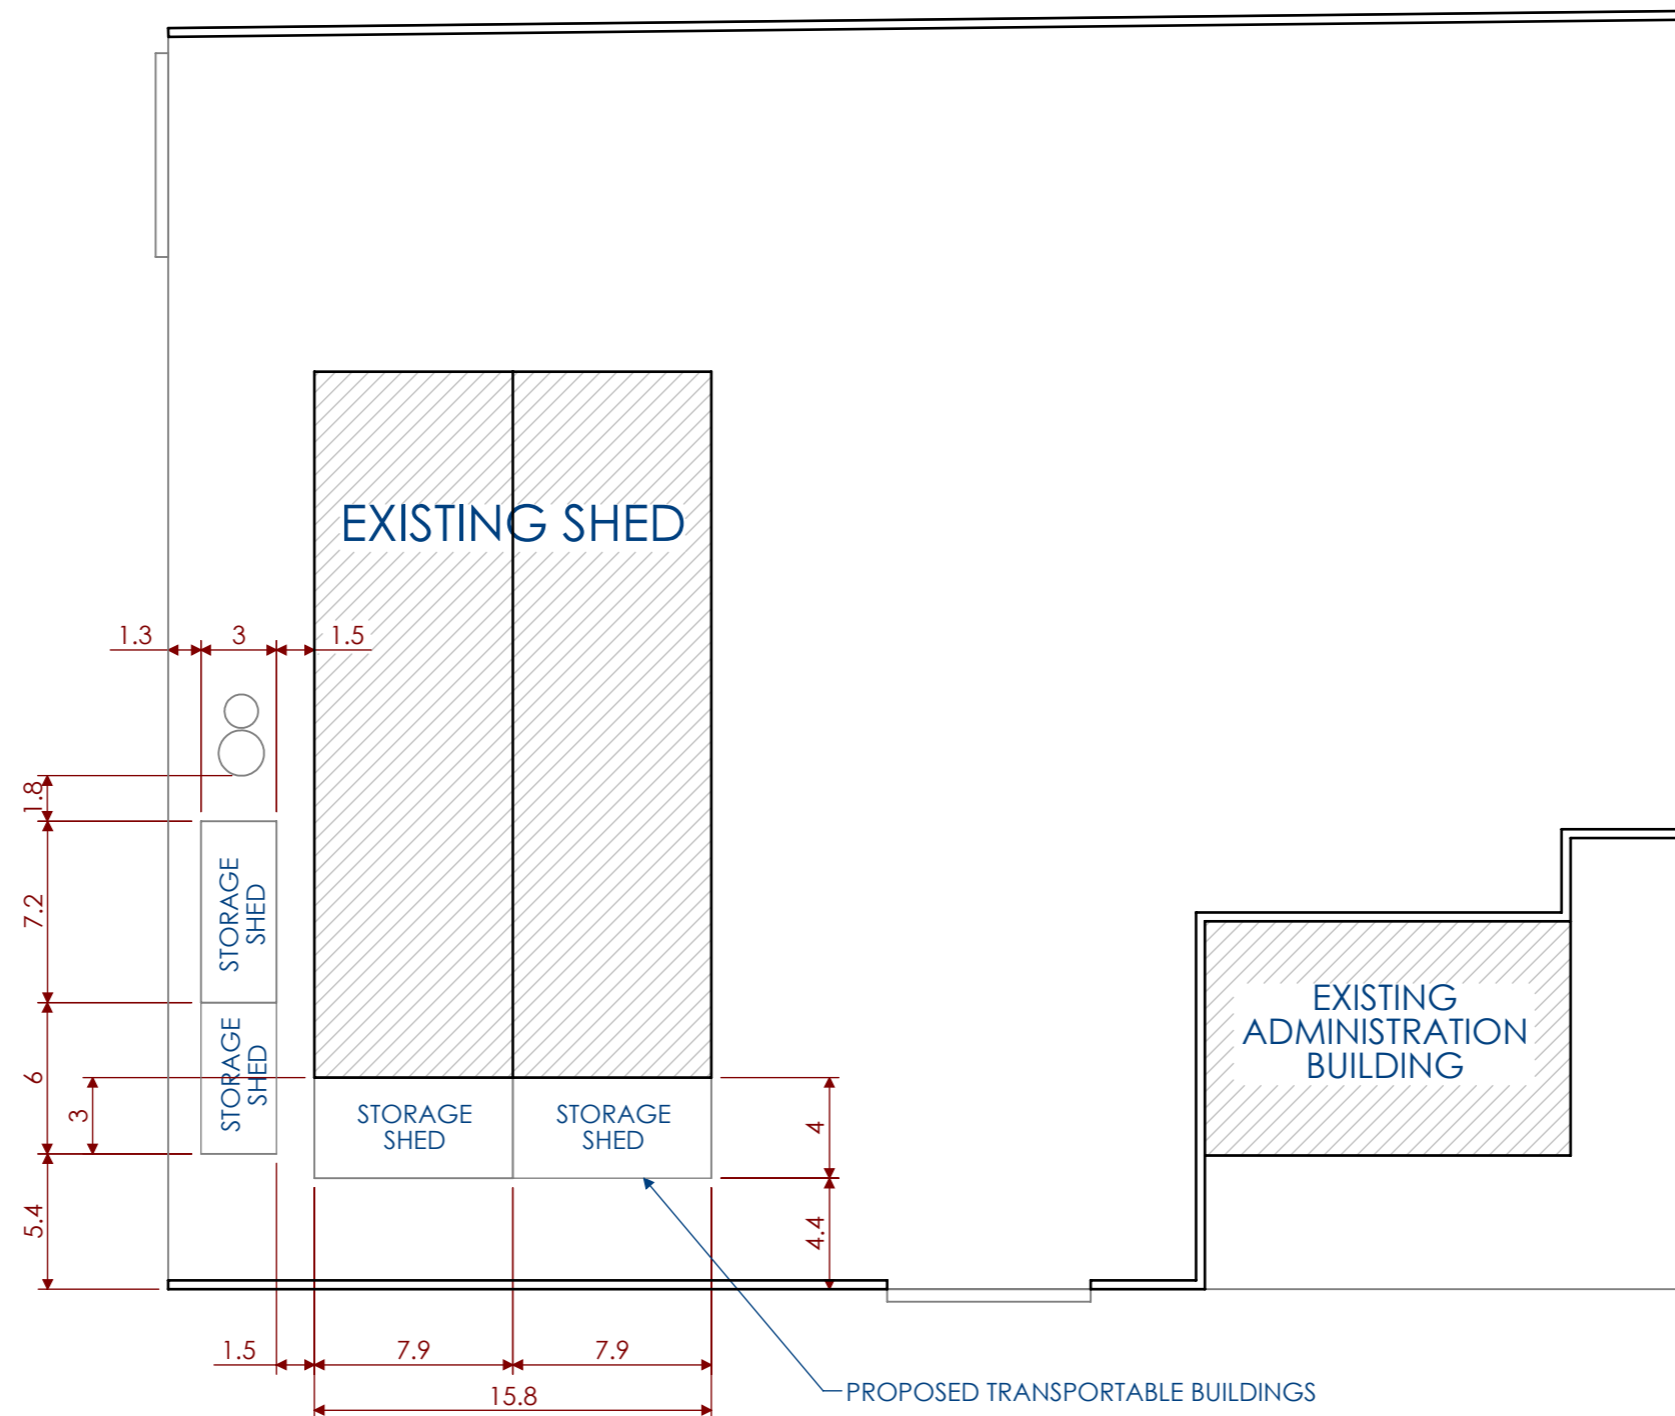 EXISTING SHED
1.3
3
1.5
1.8
7.2
STORAGE
SHED
6
STORAGE
SHED
3
5.4
STORAGE
SHED
STORAGE
SHED
4
4.4
EXISTING
ADMINISTRATION
BUILDING
1.5
7.9
7.9
15.8
PROPOSED TRANSPORTABLE BUILDINGS